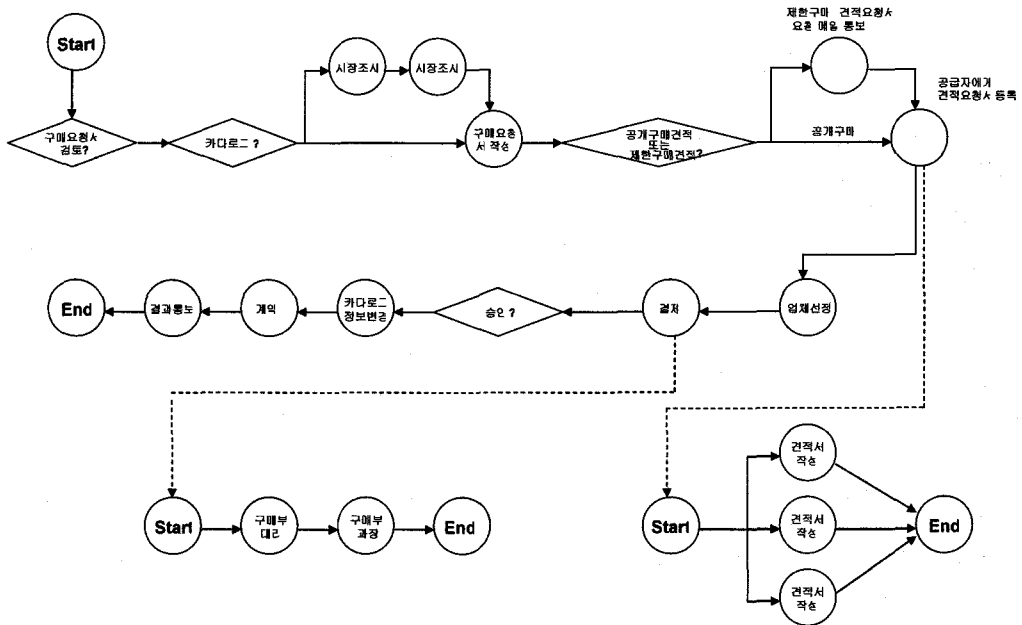 제한구매 견적요청서
요청 메일 통보
Start
시장조사
시장조사
공급자에게
견적요청서 등록
구매요청서
검토?
카다로그 ?
구매요청
서 작성
공개구매견적
또는
제한구매견적?
공개구매
End
결과통보
계약
카다로그
정보변경
승인 ?
결재
업체선정
견적서
작성
Start
구매부
대리
구매부
과장
End
Start
견적서
작성
End
견적서
작성